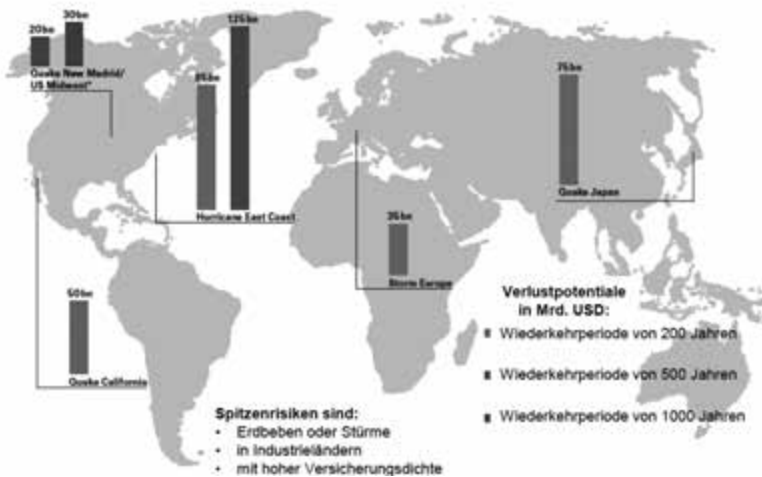 20bn
30bn
Quake New Madrid/
US Midwest*
85bn
125bn
Hurricane East Coast
75bn
Quake Japan
35bn
Storm Europe
50bn
Quake California
Verlustpotentiale
in Mrd. USD:
Wiederkehrperiode von 200 Jahren
Wiederkehrperiode von 500 Jahren
Wiederkehrperiode von 1000 Jahren
Spitzenrisiken sind:
• Erdbeben oder Stürme
• in Industrieländern
• mit hoher Versicherungsdichte